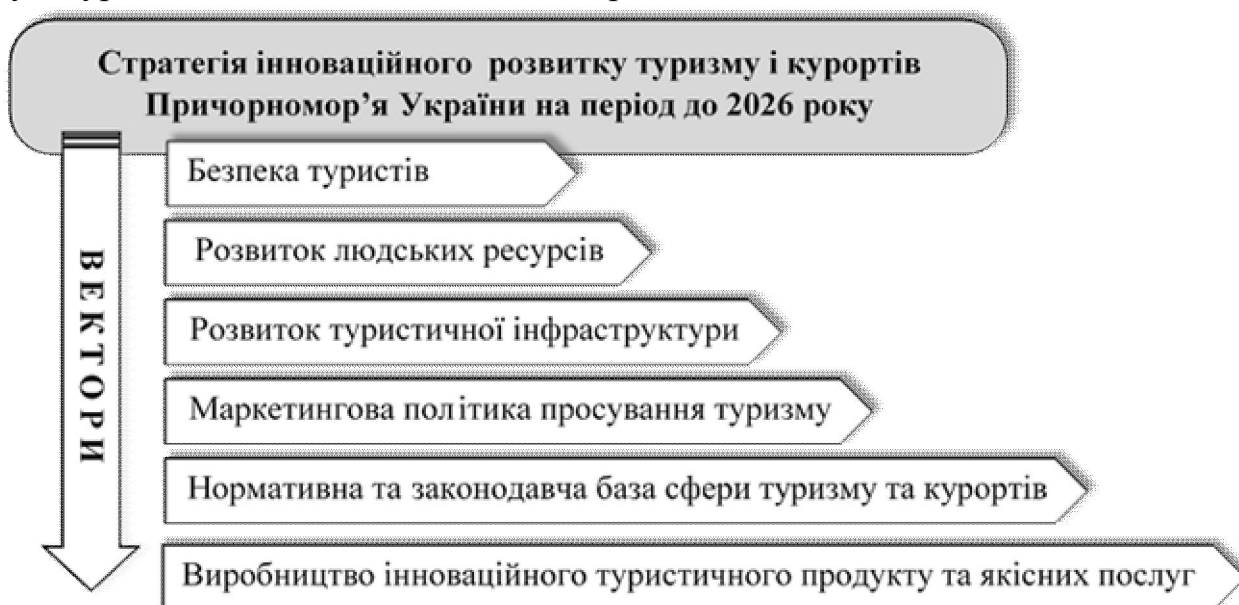 Стратегія інноваційного розвитку туризму і курортів
Причорномор’я України на період до 2026 року
ВЕКТОРИ
Безпека туристів
Розвиток людських ресурсів
Розвиток туристичної інфраструктури
Маркетингова політика просування туризму
Нормативна та законодавча база сфери туризму та курортів
Виробництво інноваційного туристичного продукту та якісних послуг